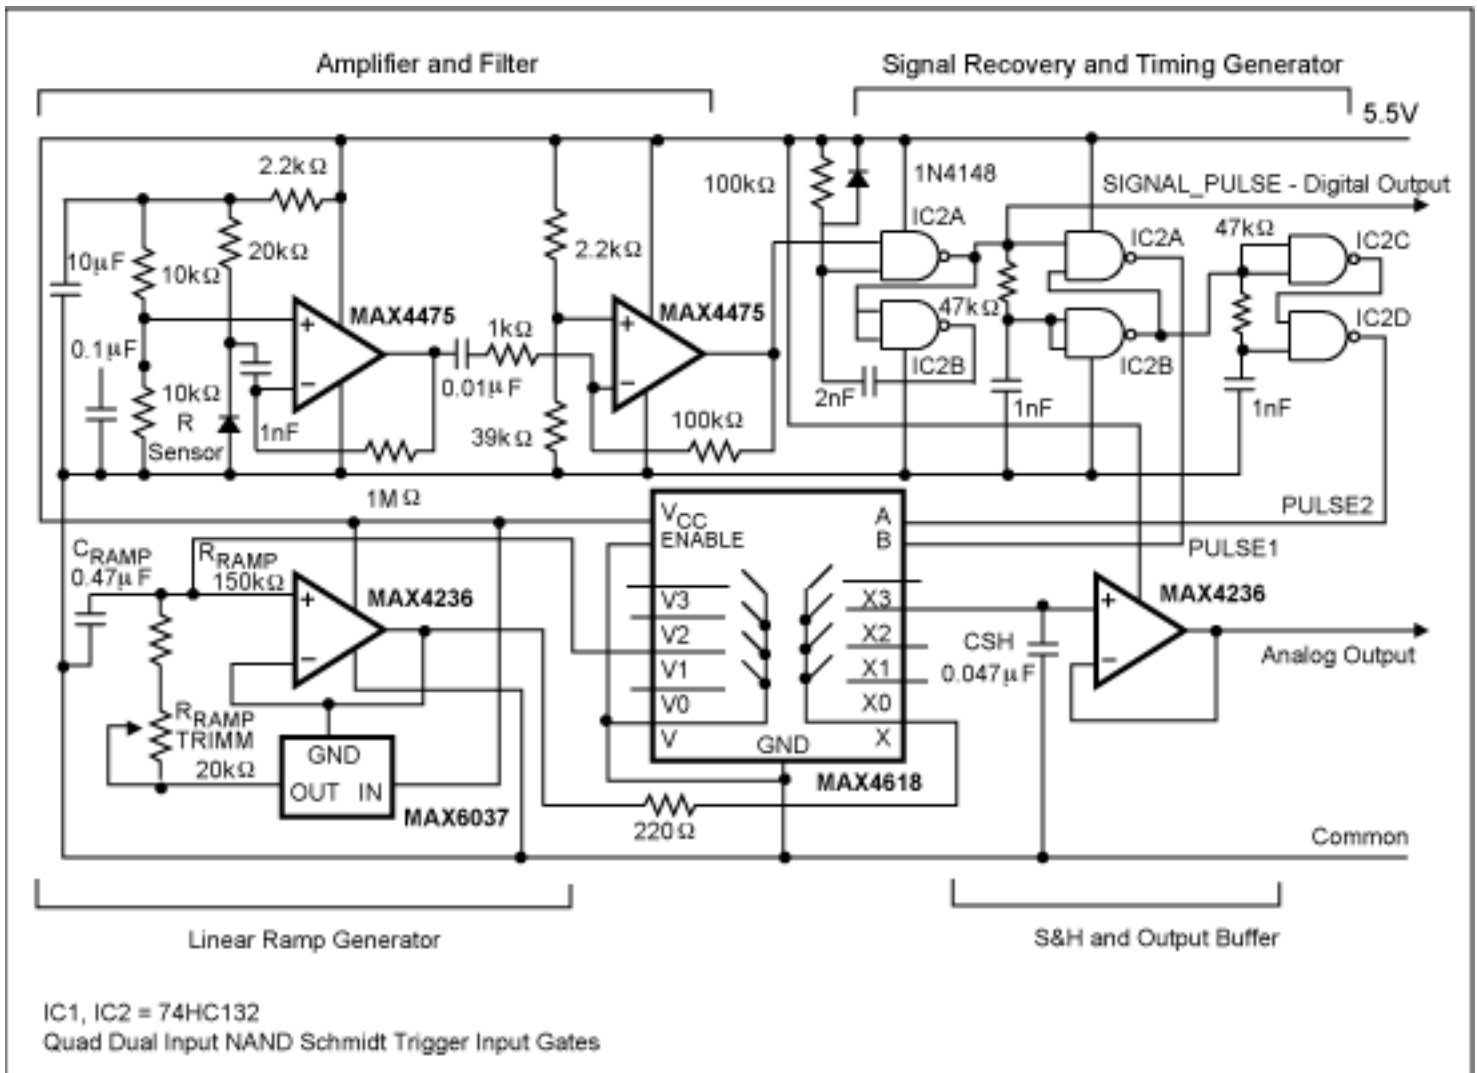 Amplifier and Filter
Signal Recovery and Timing Generator
5.5V
2.2kΩ
100kΩ
1N4148
SIGNAL_PULSE - Digital Output
IC2A
IC2A
47kΩ
IC2C
10µF
10kΩ
20kΩ
2.2kΩ
MAX4475
MAX4475
1kΩ
47kΩ
IC2D
0.1µF
0.01µF
IC2B
IC2B
10kΩ
R
Sensor
1nF
39kΩ
100kΩ
2nF
1nF
1nF
1MΩ
PULSE2
VCC
A
ENABLE
B
PULSE1
CRAMP
0.47µF
RRAMP
150kΩ
MAX4236
MAX4236
V3
X3
V2
X2
CSH
0.047µF
Analog Output
V1
X1
V0
X0
V
X
GND
RRAMP
TRIMM
20kΩ
GND
OUT IN
MAX6037
MAX4618
220Ω
Common
Linear Ramp Generator
S&H and Output Buffer
IC1, IC2 = 74HC132
Quad Dual Input NAND Schmidt Trigger Input Gates